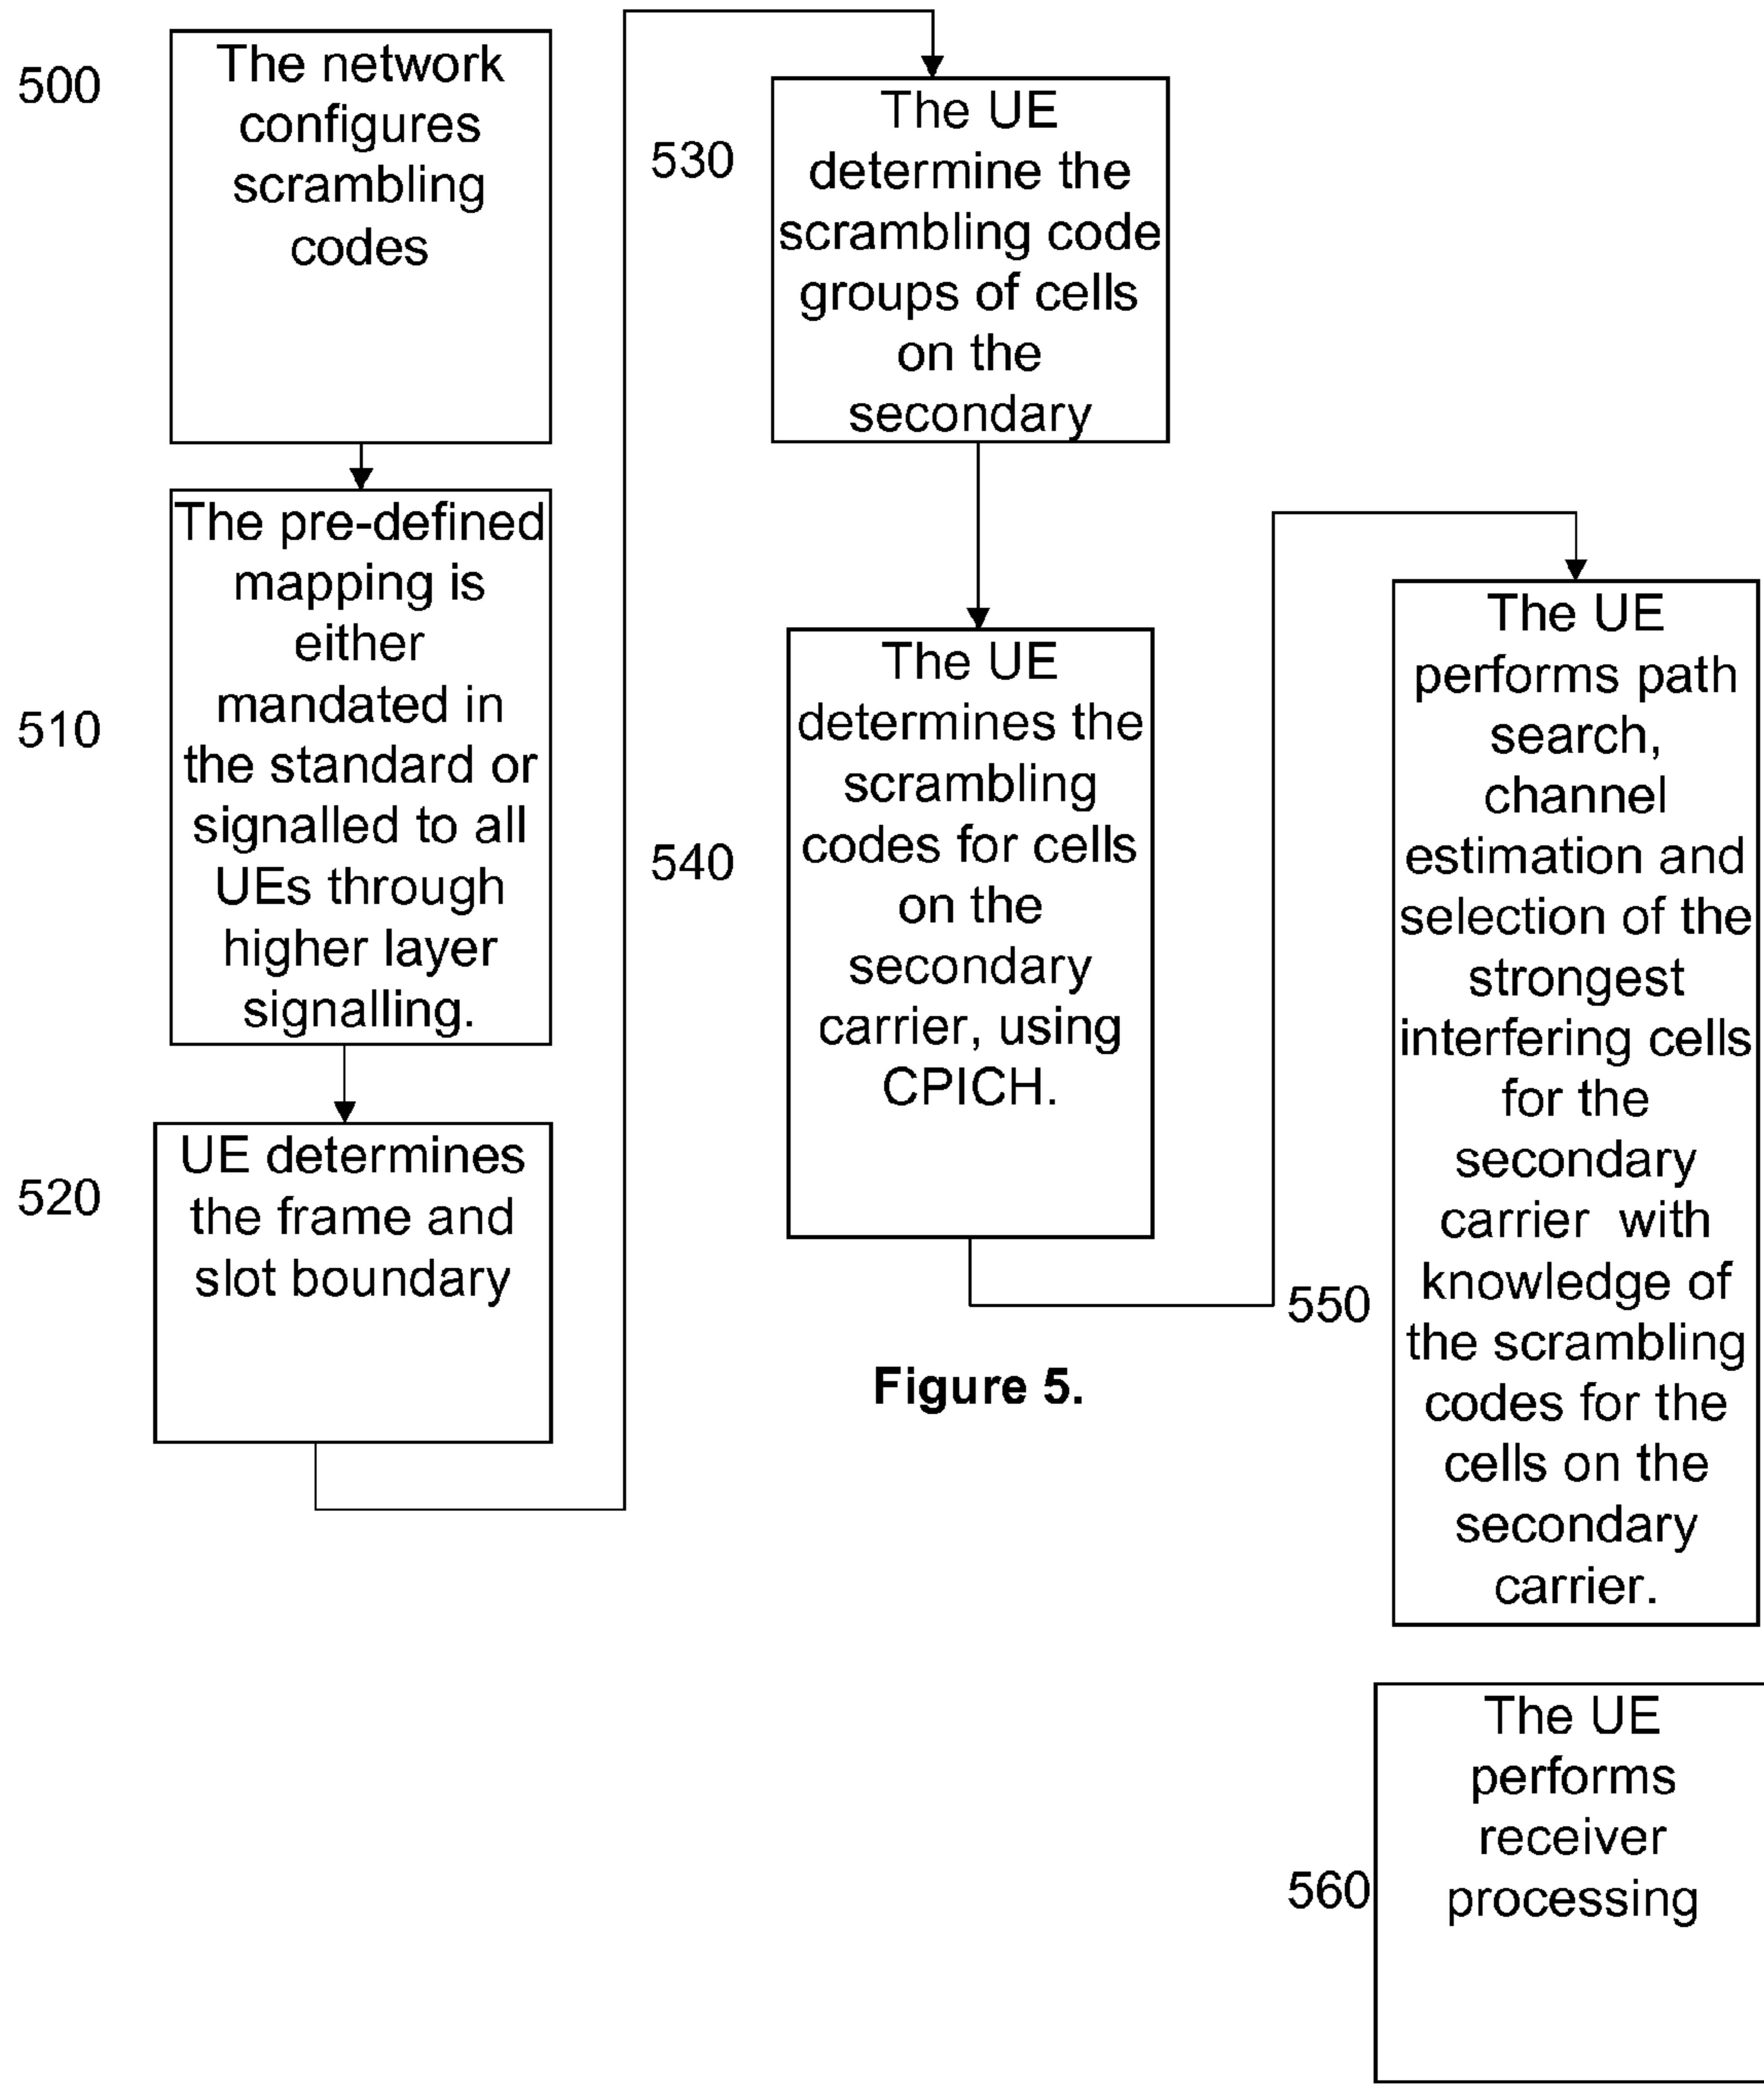 500
The network
configures
scrambling
codes
510
The pre-defined
mapping is
either
mandated in
the standard or
signalled to all
UEs through
higher layer
signalling.
520
UE determines
the frame and
slot boundary
530
The UE
determine the
scrambling code
groups of cells
on the
secondary
540
The UE
determines the
scrambling
codes for cells
on the
secondary
carrier, using
CPICH.
550
The UE
performs path
search,
channel
estimation and
selection of the
strongest
interfering cells
for the
secondary
carrier with
knowledge of
the scrambling
codes for the
cells on the
secondary
carrier.
560
The UE
performs
receiver
processing
Figure 5.